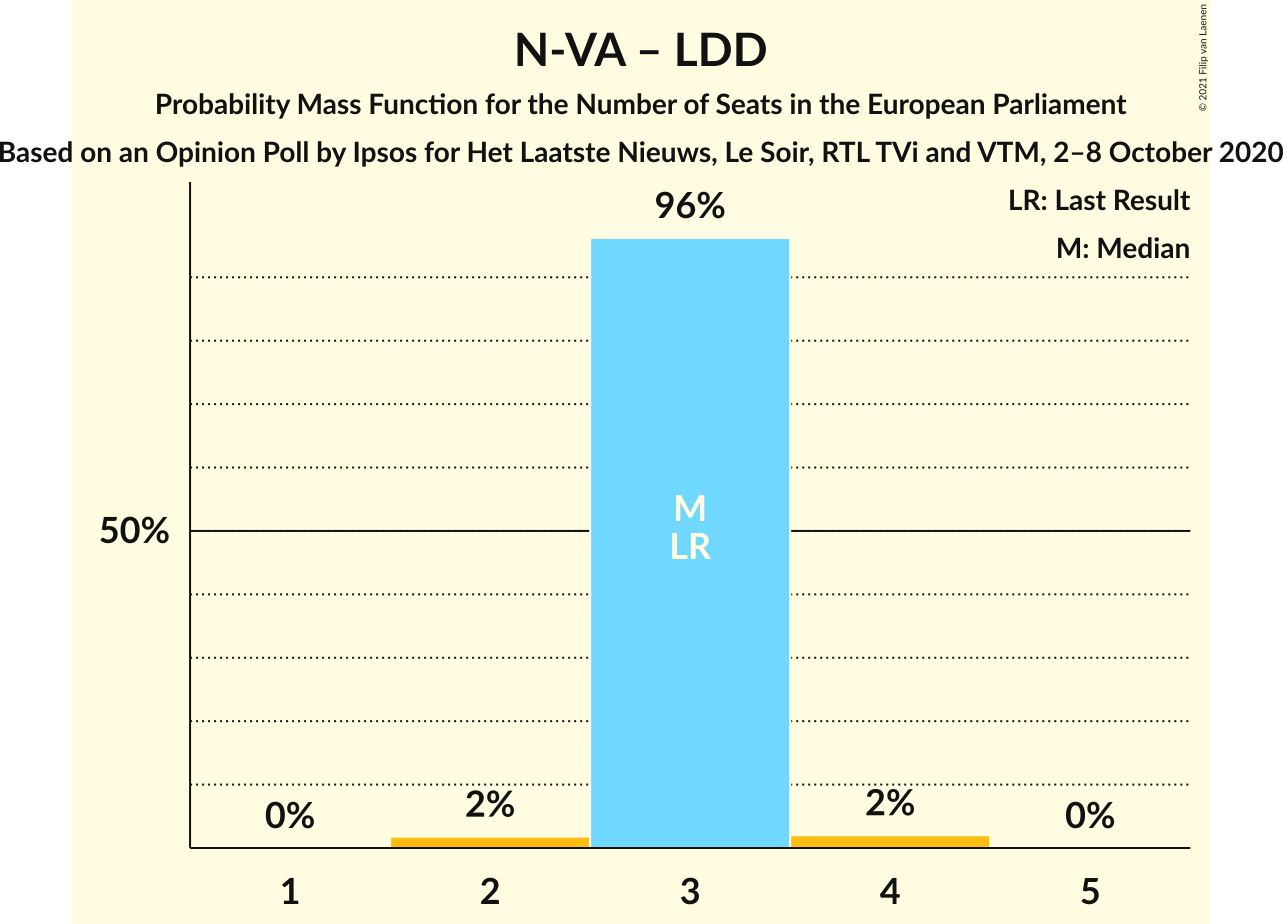 N-VA – LDD
Probability Mass Function for the Number of Seats in the European Parliament
Based on an Opinion Poll by Ipsos for Het Laatste Nieuws, Le Soir, RTL TVi and VTM, 2–8 October 2020
© 2021 Filip van Laenen
LR: Last Result
M: Median
96%
50%
M
LR
0%
2%
2%
0%
1
2
3
4
5